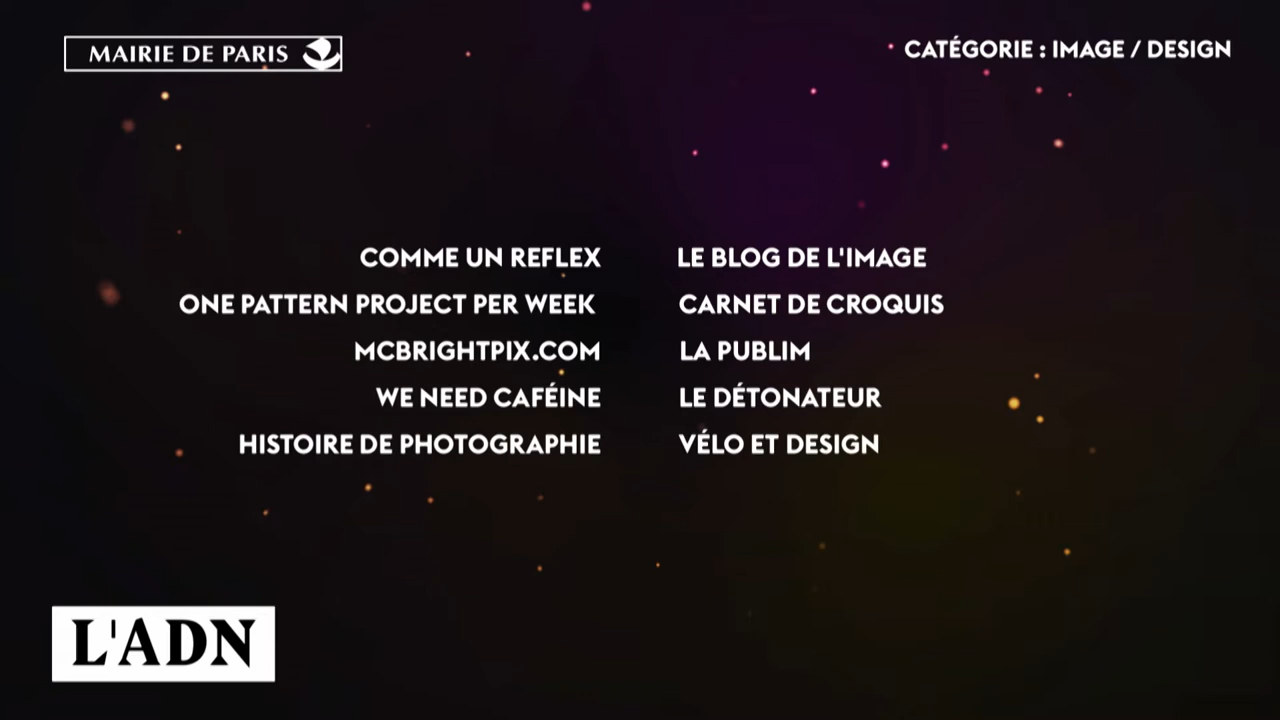 MAIRIE DE PARIS
CATÉGORIE : IMAGE / DESIGN
COMME UN REFLEX
ONE PATTERN PROJECT PER WEEK
MCBRIGHTPIX.COM
WE NEED CAFÉINE
HISTOIRE DE PHOTOGRAPHIE
LE BLOG DE L'IMAGE
CARNET DE CROQUIS
LA PUBLIM
LE DÉTONATEUR
VÉLO ET DESIGN
L'ADN